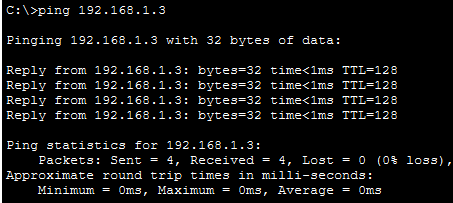 C:\>ping 192.168.1.3
Pinging 192.168.1.3 with 32 bytes of data:
Reply from 192.168.1.3: bytes=32 time<1ms TTL=128
Reply from 192.168.1.3: bytes=32 time<1ms TTL=128
Reply from 192.168.1.3: bytes=32 time<1ms TTL=128
Reply from 192.168.1.3: bytes=32 time<1ms TTL=128
Ping statistics for 192.168.1.3:
    Packets: Sent = 4, Received = 4, Lost = 0 (0% loss),
Approximate round trip times in milli-seconds:
    Minimum = 0ms, Maximum = 0ms, Average = 0ms